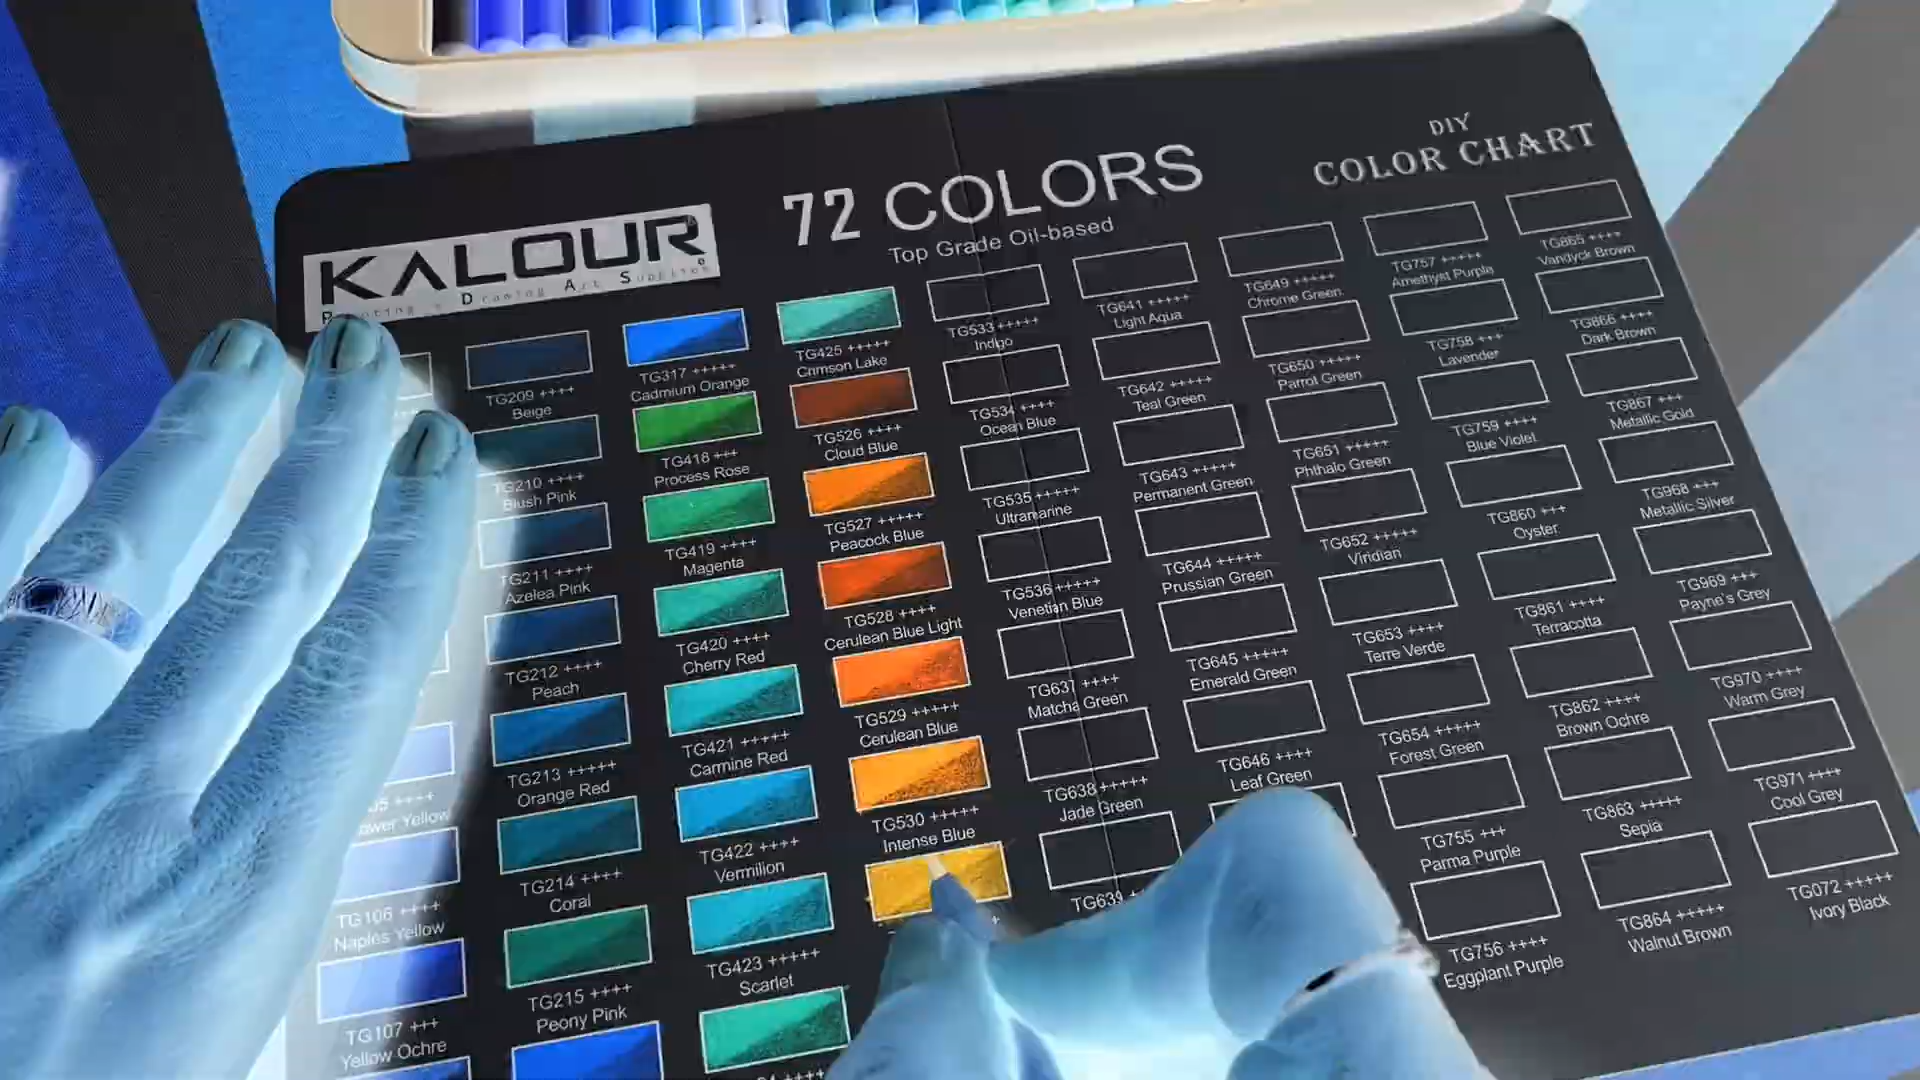 KALOUR
72 COLORS
Top Grade Oil-based
DIY
COLOR CHART
TG106 ++++
Naples Yellow
TG107 +++
Yellow Ochre
TG209 ++++
Beige
TG210 ++++
Blush Pink
TG211 ++++
Azelea Pink
TG212 ++++
Peach
TG213 +++++
Orange Red
TG214 ++++
Coral
TG215 ++++
Peony Pink
TG317 +++++
Cadmium Orange
TG418 +++
Process Rose
TG419 ++++
Magenta
TG420 ++++
Cherry Red
TG421 +++++
Carmine Red
TG422 ++++
Vermilion
TG423 +++++
Scarlet
TG425 +++++
Crimson Lake
TG526 ++++
Cloud Blue
TG527 +++++
Peacock Blue
TG528 ++++
Cerulean Blue Light
TG529 +++++
Cerulean Blue
TG530 +++++
Intense Blue
TG533 +++++
Indigo
TG534 ++++
Ocean Blue
TG535 +++++
Ultramarine
TG536 +++++
Venetian Blue
TG637 ++++
Matcha Green
TG638 +++++
Jade Green
TG639
TG641 +++++
Light Aqua
TG642 +++++
Teal Green
TG643 +++++
Permanent Green
TG644 +++++
Prussian Green
TG645 +++++
Emerald Green
TG646 ++++
Leaf Green
TG649 +++++
Chrome Green
TG650 +++++
Parrot Green
TG651 +++++
Phthalo Green
TG652 +++++
Viridian
TG653 ++++
Terre Verde
TG654 +++++
Forest Green
TG755 +++
Parma Purple
TG756 ++++
Eggplant Purple
TG757 +++++
Amethyst Purple
TG758 +++
Lavender
TG759 ++++
Blue Violet
TG860 +++
Oyster
TG861 ++++
Terracotta
TG862 ++++
Brown Ochre
TG863 +++++
Sepia
TG864 +++++
Walnut Brown
TG865 ++++
Vandyck Brown
TG866 ++++
Dark Brown
TG867 +++
Metallic Gold
TG968 +++
Metallic Silver
TG969 +++
Payne's Grey
TG970 ++++
Warm Grey
TG971 ++++
Cool Grey
TG072 +++++
Ivory Black